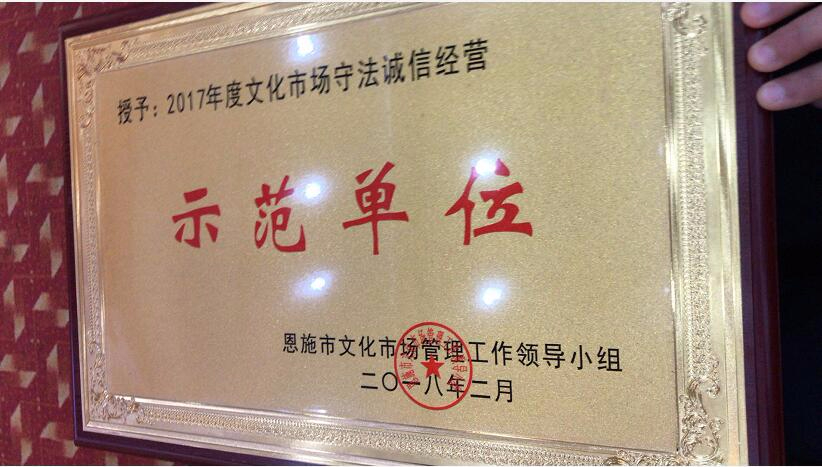 授予：2017年度文化市场守法诚信经营
示范单位
恩施市文化市场管理工作领导小组
二〇一八年二月